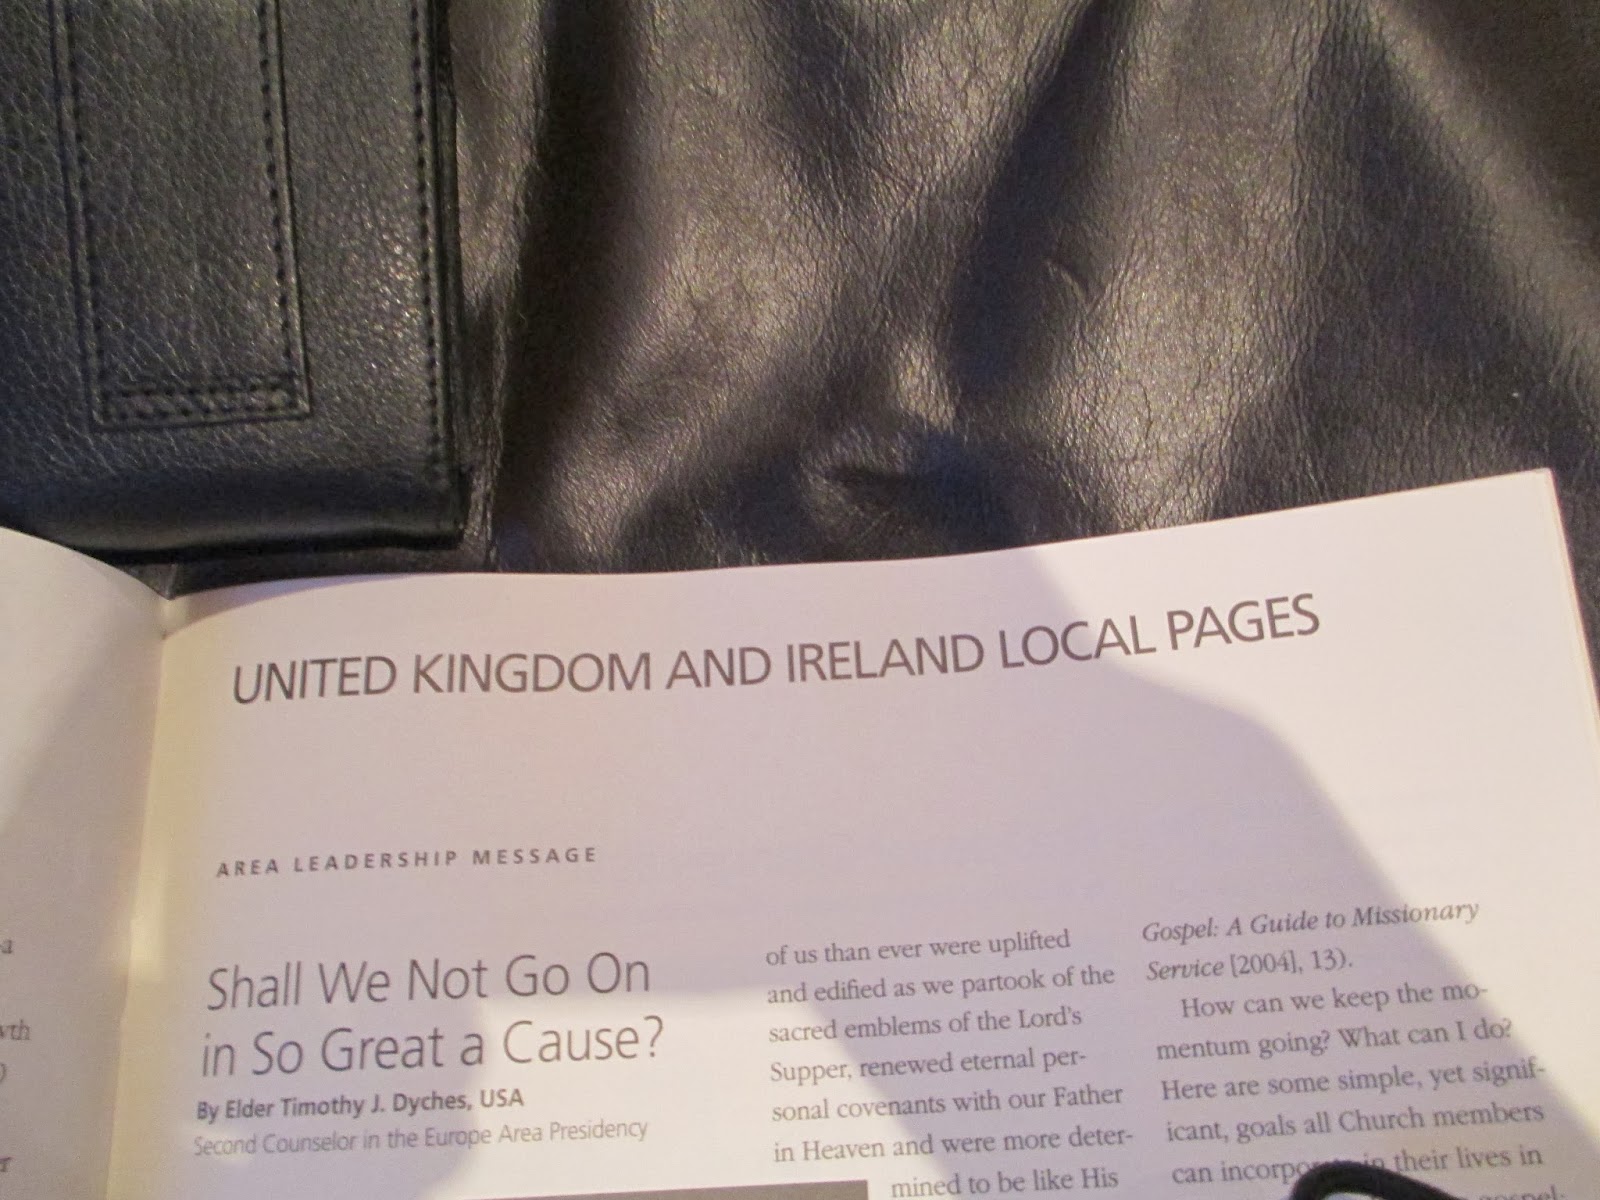 UNITED KINGDOM AND IRELAND LOCAL PAGES
AREA LEADERSHIP MESSAGE
Shall We Not Go On
in So Great a Cause?
By Elder Timothy J. Dyches, USA
Second Counselor in the Europe Area Presidency
of us than ever were uplifted
and edified as we partook of the
sacred emblems of the Lord's
Supper, renewed eternal per-
sonal covenants with our Father
in Heaven and were more deter-
mined to be like His
Gospel: A Guide to Missionary
Service [2004], 13).
How can we keep the mo-
mentum going? What can I do?
Here are some simple, yet signif-
icant, goals all Church members
can in their lives in